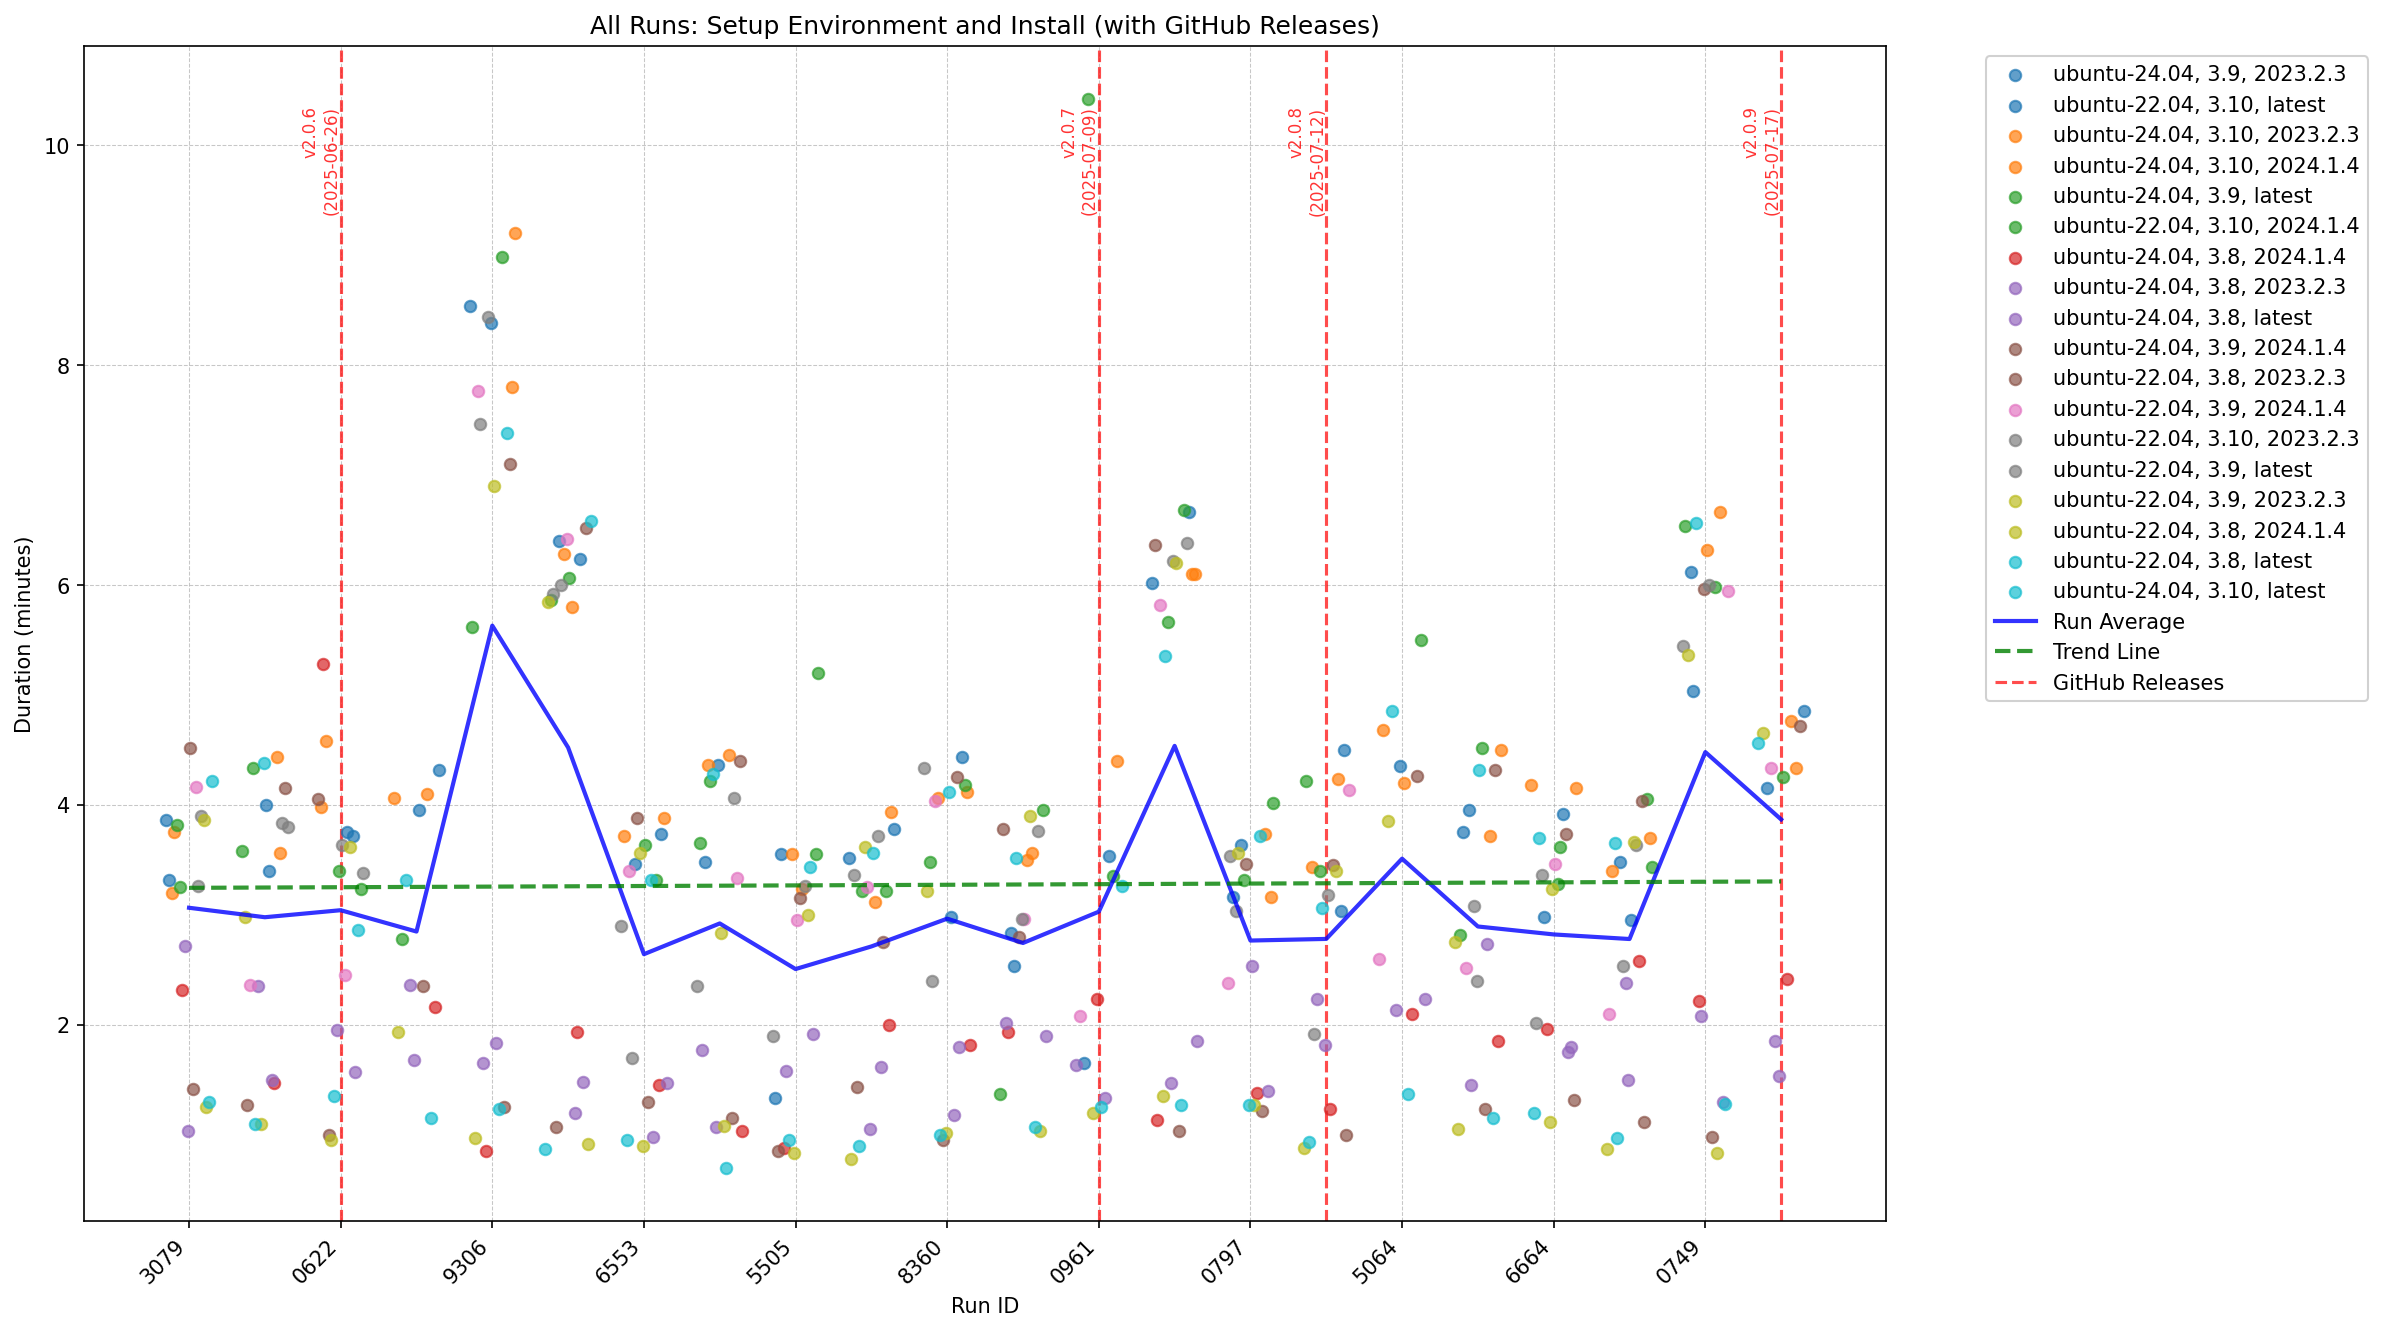 All Runs: Setup Environment and Install (with GitHub Releases)
Duration (minutes)
10
8
6
4
2
v2.0.6
(2025-06-26)
v2.0.7
(2025-07-09)
v2.0.8
(2025-07-12)
v2.0.9
(2025-07-17)
3079
0622
9306
6553
5505
8360
0961
0797
5064
6664
0749
Run ID
ubuntu-24.04, 3.9, 2023.2.3
ubuntu-22.04, 3.10, latest
ubuntu-24.04, 3.10, 2023.2.3
ubuntu-24.04, 3.10, 2024.1.4
ubuntu-24.04, 3.9, latest
ubuntu-22.04, 3.10, 2024.1.4
ubuntu-24.04, 3.8, 2024.1.4
ubuntu-24.04, 3.8, 2023.2.3
ubuntu-24.04, 3.8, latest
ubuntu-24.04, 3.9, 2024.1.4
ubuntu-22.04, 3.8, 2023.2.3
ubuntu-22.04, 3.9, 2024.1.4
ubuntu-22.04, 3.10, 2023.2.3
ubuntu-22.04, 3.9, latest
ubuntu-22.04, 3.9, 2023.2.3
ubuntu-22.04, 3.8, 2024.1.4
ubuntu-22.04, 3.8, latest
ubuntu-24.04, 3.10, latest
Run Average
Trend Line
GitHub Releases